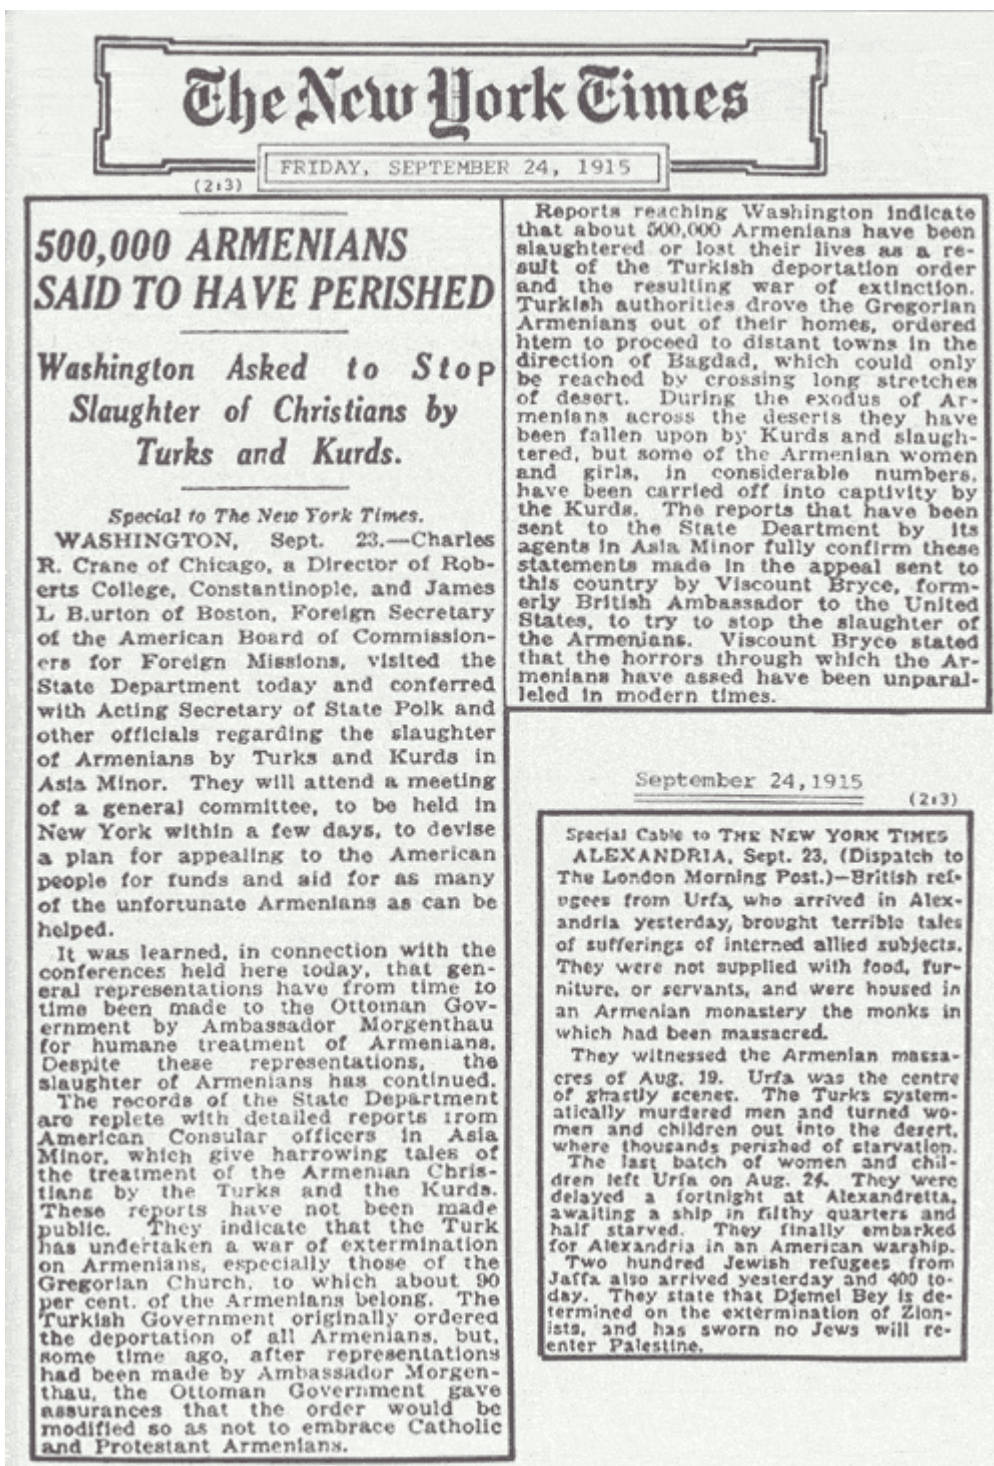 The New York Times
FRIDAY, SEPTEMBER 24, 1915
(2:3)
500,000 ARMENIANS
SAID TO HAVE PERISHED
Washington Asked to Stop
Slaughter of Christians by
Turks and Kurds.
Special to The New York Times.
WASHINGTON, Sept. 23.—Charles
R. Crane of Chicago, a Director of Rob-
erts College, Constantinople, and James
L B.urton of Boston, Foreign Secretary
of the American Board of Commission-
ers for Foreign Missions, visited the
State Department today and conferred
with Acting Secretary of State Polk and
other officials regarding the slaughter
of Armenians by Turks and Kurds in
Asia Minor. They will attend a meeting
of a general committee, to be held in
New York within a few days, to devise
a plan for appealing to the American
people for funds and aid for as many
of the unfortunate Armenians as can be
helped.
It was learned, in connection with the
conferences held here today, that gen-
eral representations have from time to
time been made to the Ottoman Gov-
ernment by Ambassador Morgenthau
for humane treatment of Armenians.
Despite these representations, the
slaughter of Armenians has continued.
The records of the State Department
are replete with detailed reports from
American Consular officers in Asia
Minor, which give harrowing tales of
the treatment of the Armenian Chris-
tians by the Turks and the Kurds.
These reports have not been made
public. They indicate that the Turk
has undertaken a war of extermination
on Armenians, especially those of the
Gregorian Church, to which about 90
per cent. of the Armenians belong. The
Turkish Government originally ordered
the deportation of all Armenians, but,
some time ago, after representations
had been made by Ambassador Morgen-
thau, the Ottoman Government gave
assurances that the order would be
modified so as not to embrace Catholic
and Protestant Armenians.
Reports reaching Washington indicate
that about 500,000 Armenians have been
slaughtered or lost their lives as a re-
sult of the Turkish deportation order
and the resulting war of extinction.
Turkish authorities drove the Gregorian
Armenians out of their homes, ordered
htem to proceed to distant towns in the
direction of Bagdad, which could only
be reached by crossing long stretches
of desert. During the exodus of Ar-
menians across the deserts they have
been fallen upon by Kurds and slaugh-
tered, but some of the Armenian women
and girls, in considerable numbers,
have been carried off into captivity by
the Kurds. The reports that have been
sent to the State Deartment by its
agents in Asia Minor fully confirm these
statements made in the appeal sent to
this country by Viscount Bryce, form-
erly British Ambassador to the United
States, to try to stop the slaughter of
the Armenians. Viscount Bryce stated
that the horrors through which the Ar-
menians have assed have been unparal-
leled in modern times.
September 24,1915
(2:3)
Special Cable to THE NEW YORK TIMES
ALEXANDRIA, Sept. 23, (Dispatch to
The London Morning Post.)—British ref-
ugees from Urfa, who arrived in Alex-
andria yesterday, brought terrible tales
of sufferings of interned allied subjects.
They were not supplied with food, fur-
niture, or servants, and were housed in
an Armenian monastery the monks in
which had been massacred.
They witnessed the Armenian massa-
cres of Aug. 19. Urfa was the centre
of ghastly scenes. The Turks system-
atically murdered men and turned wo-
men and children out into the desert,
where thousands perished of starvation.
The last batch of women and chil-
dren left Urfa on Aug. 24. They were
delayed a fortnight at Alexandretta,
awaiting a ship in filthy quarters and
half starved. They finally embarked
for Alexandria in an American warship.
Two hundred Jewish refugees from
Jaffa also arrived yesterday and 400 to-
day. They state that Djemel Bey is de-
termined on the extermination of Zion-
ists, and has sworn no Jews will re-
enter Palestine.